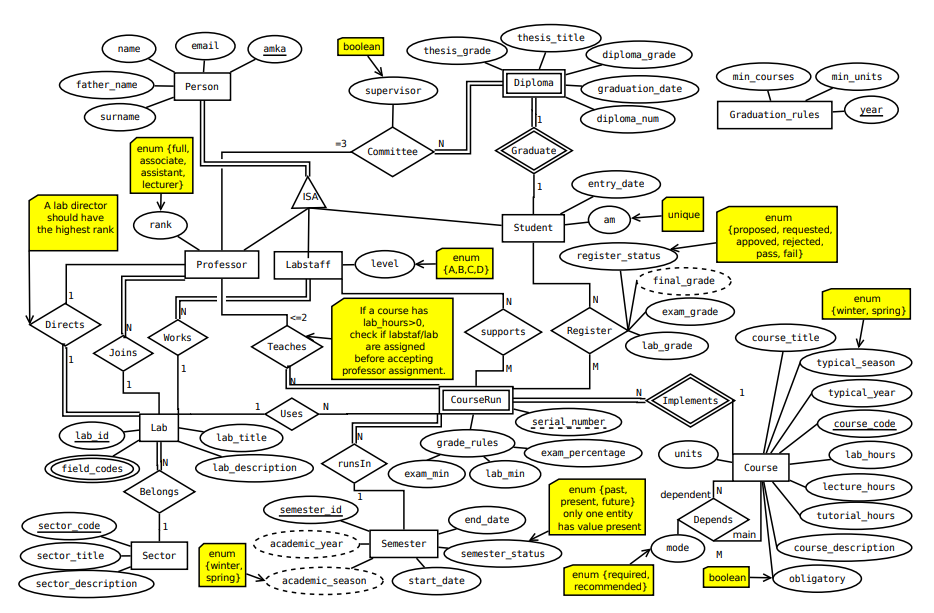 name
email
amka
father_name
Person
surname
boolean
supervisor
=3
Committee
N
thesis_grade
thesis_title
diploma_grade
Diploma
graduation_date
diploma_num
1
Graduate
1
min_courses
min_units
Graduation_rules
year
enum {full,
associate,
assistant,
lecturer}
rank
A lab director
should have
the highest rank
ISA
entry_date
am
unique
Student
enum
{proposed, requested,
appoved, rejected,
pass, fail}
register_status
final_grade
exam_grade
lab_grade
Professor
Labstaff
level
enum
{A,B,C,D}
1
Directs
1
N
Joins
1
N
Works
1
<=2
Teaches
N
If a course has
lab_hours>0,
check if labstaf/lab
are assigned
before accepting
professor assignment.
N
supports
M
N
Register
M
enum
{winter, spring}
course_title
typical_season
typical_year
course_code
lab_hours
lecture_hours
tutorial_hours
course_description
obligatory
units
Course
CourseRun
N
Implements
1
1
Uses
N
serial_number
grade_rules
exam_percentage
exam_min
lab_min
N
runsIn
1
Lab
lab_id
lab_title
field_codes
lab_description
N
Belongs
1
sector_code
sector_title
Sector
sector_description
semester_id
academic_year
Semester
end_date
semester_status
academic_season
start_date
enum
{winter,
spring}
enum {past,
present, future}
only one entity
has value present
N
dependent
Depends
main
M
mode
enum {required,
recommended}
boolean